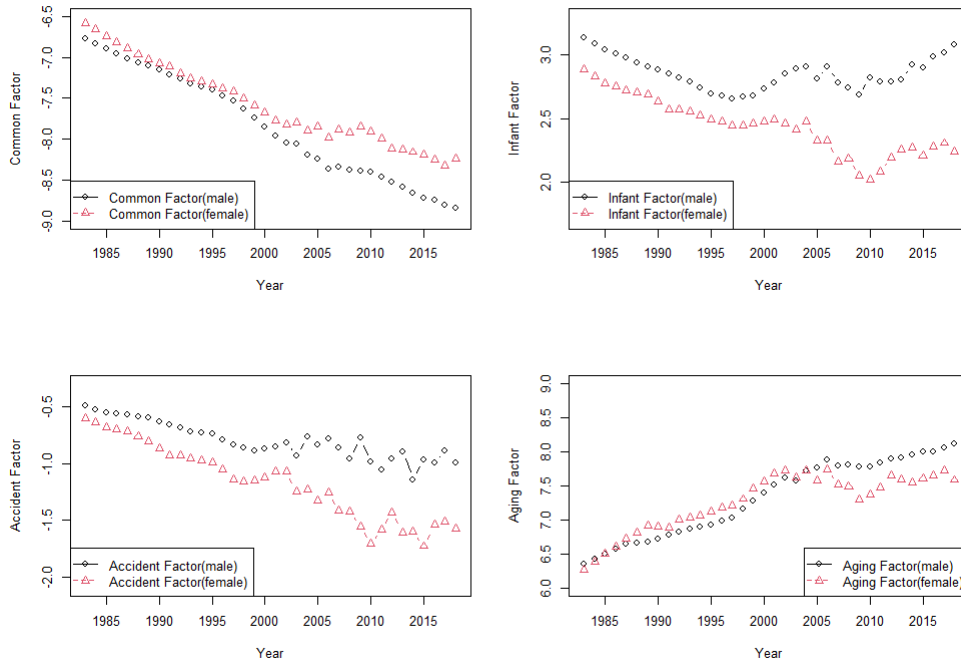 Common Factor
-6.5
-7.0
-7.5
-8.0
-8.5
-9.0
Common Factor(male)
Common Factor(female)
1985 1990 1995 2000 2005 2010 2015
Year
Infant Factor
3.0
2.5
2.0
Infant Factor(male)
Infant Factor(female)
1985 1990 1995 2000 2005 2010 2015
Year
Accident Factor
-0.5
-1.0
-1.5
-2.0
Accident Factor(male)
Accident Factor(female)
1985 1990 1995 2000 2005 2010 2015
Year
Aging Factor
9.0
8.5
8.0
7.5
7.0
6.5
6.0
Aging Factor(male)
Aging Factor(female)
1985 1990 1995 2000 2005 2010 2015
Year